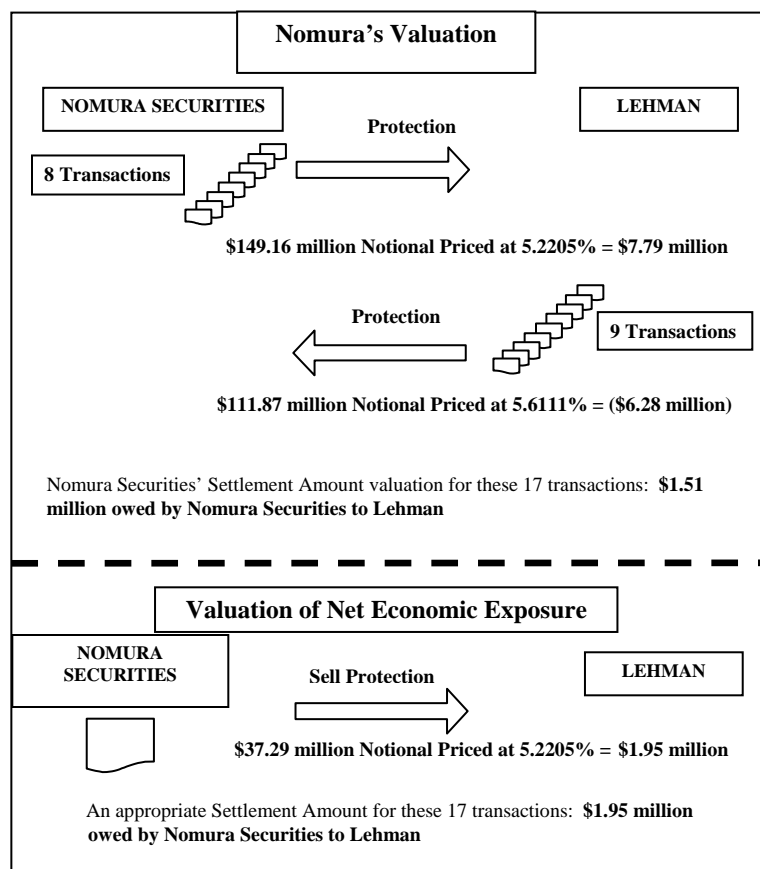 Nomura's Valuation
NOMURA SECURITIES
LEHMAN
Protection
8 Transactions
$149.16 million Notional Priced at 5.2205% = $7.79 million
Protection
9 Transactions
$111.87 million Notional Priced at 5.6111% = ($6.28 million)
Nomura Securities' Settlement Amount valuation for these 17 transactions: $1.51
million owed by Nomura Securities to Lehman
Valuation of Net Economic Exposure
NOMURA
SECURITIES
Sell Protection
LEHMAN
$37.29 million Notional Priced at 5.2205% = $1.95 million
An appropriate Settlement Amount for these 17 transactions: $1.95 million
owed by Nomura Securities to Lehman